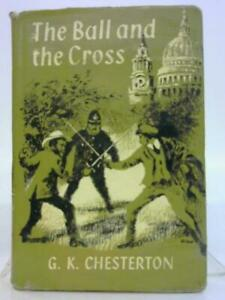 The Ball and
the Cross
G. K. CHESTERTON